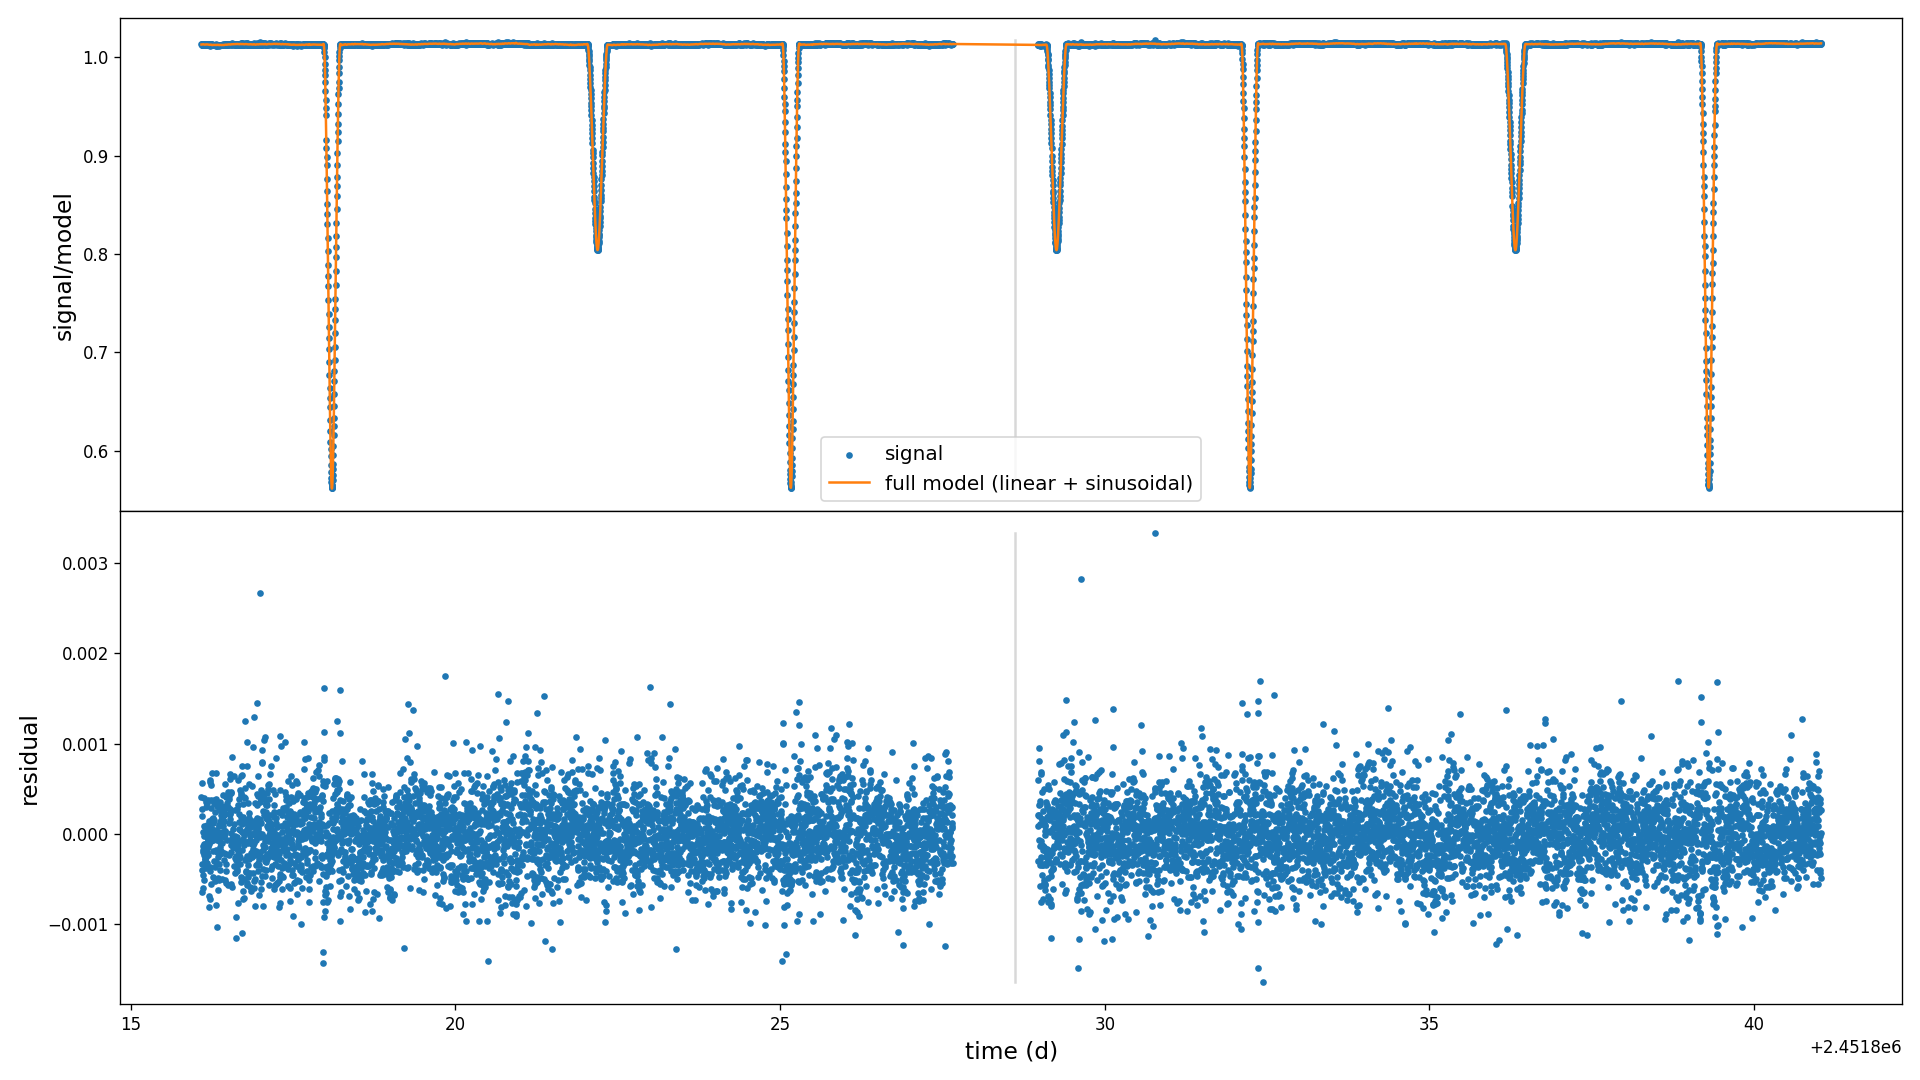 1.0
0.9
0.8
0.7
0.6
signal/model
signal
full model (linear + sinusoidal)
0.003
0.002
0.001
0.000
−0.001
residual
15
20
25
30
35
40
time (d)
+2.4518e6